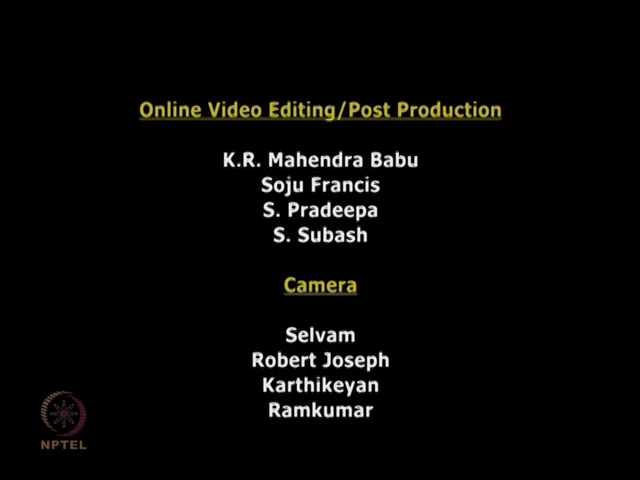 Online Video Editing/Post Production
K.R. Mahendra Babu
Soju Francis
S. Pradeepa
S. Subash
Camera
Selvam
Robert Joseph
Karthikeyan
Ramkumar
NPTEL